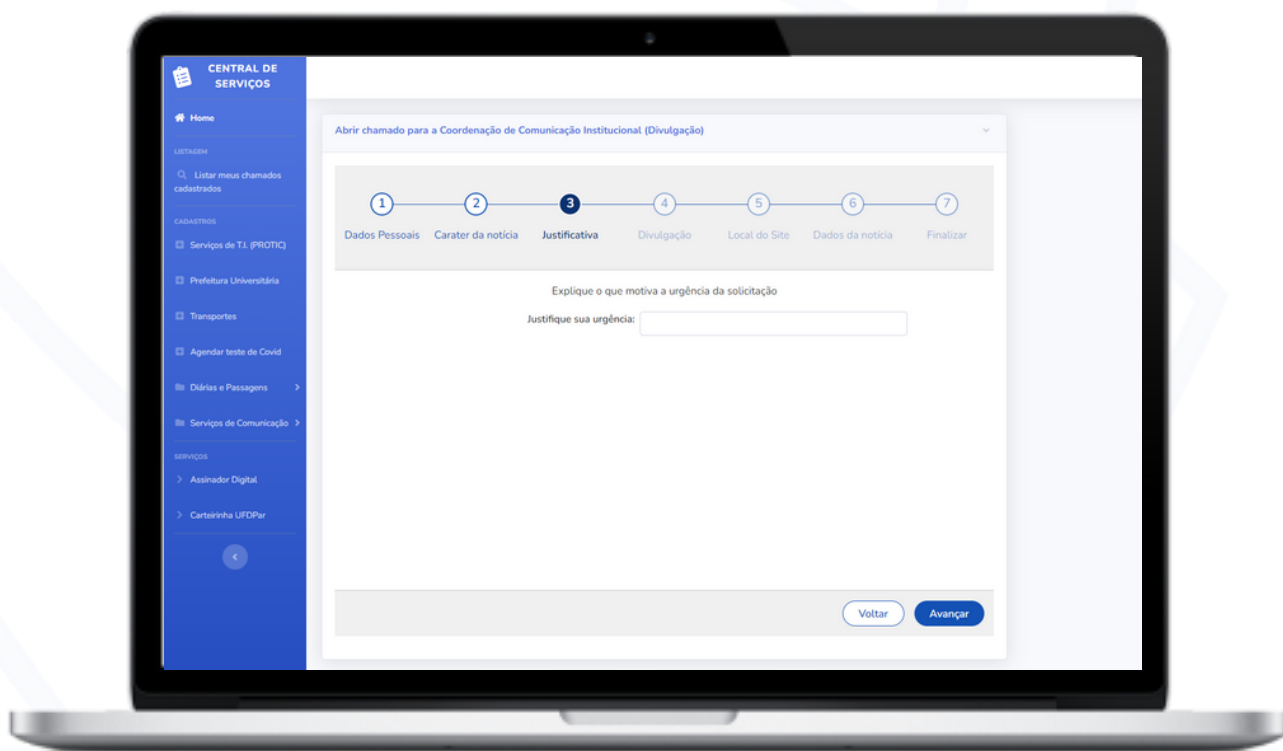 CENTRAL DE
SERVIÇOS
Home
LISTAGEM
Listar meus chamados
cadastrados
CADASTROS
Serviços de T.I. (PROTIC)
Prefeitura Universitária
Transportes
Agendar teste de Covid
Diárias e Passagens
Serviços de Comunicação
SERVIÇOS
Assinador Digital
Carteirinha UFDPar
Abrir chamado para a Coordenação de Comunicação Institucional (Divulgação)
1 2 3 4 5 6 7
Dados Pessoais Carater da notícia Justificativa Divulgação Local do Site Dados da notícia Finalizar
Explique o que motiva a urgência da solicitação
Justifique sua urgência:
Voltar Avançar